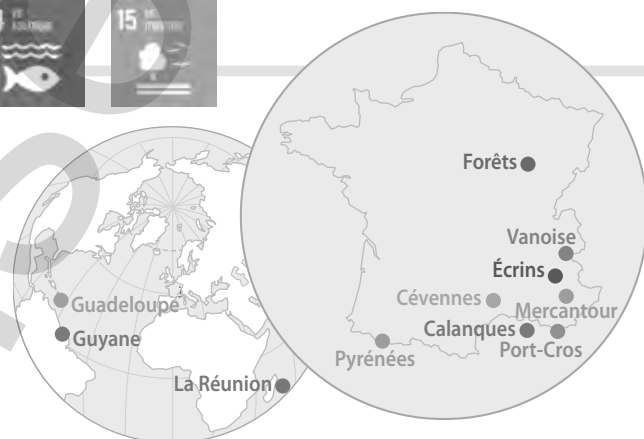 15
Forêts
Vanoise
Écrins
Cévennes
Mercantour
Calanques
Port-Cros
Pyrénées
Guadeloupe
Guyane
La Réunion